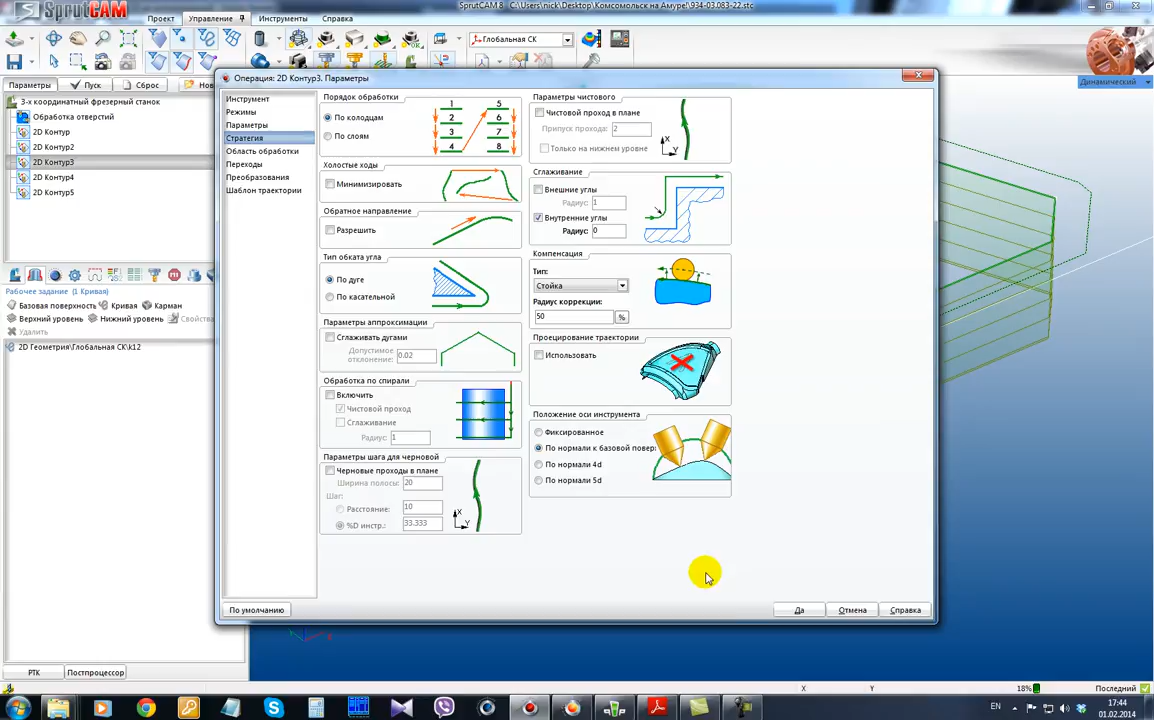 SprutCAM
SprutCAM 8. C:\Users\nick\Desktop\Комсомольск на Амуре\934-03.083-22.stc
Проект
Управление
Инструменты
Справка
Глобальная СК
Динамический
Параметры
Пуск
Сброс
Нов
3-х координатный фрезерный станок
Обработка отверстий
2D Контур
2D Контур2
2D Контур3
2D Контур4
2D Контур5
Рабочее задание (1 Кривая)
Базовая поверхность
Кривая
Карман
Верхний уровень
Нижний уровень
Свойства
Удалить
2D Геометрия\Глобальная СК\k12
РТК
Постпроцессор
Операция: 2D Контур3. Параметры
Инструмент
Режимы
Параметры
Стратегия
Область обработки
Переходы
Преобразования
Шаблон траектории
Порядок обработки
По колодцам
По слоям
1 5
2 6
3 7
4 8
Холостые ходы
Минимизировать
Обратное направление
Разрешить
Тип обката угла
По дуге
По касательной
Параметры аппроксимации
Сглаживать дугами
Допустимое
отклонение:
0.02
Обработка по спирали
Включить
Чистовой проход
Сглаживание
Радиус:
1
Параметры шага для черновой
Черновые проходы в плане
Ширина полосы:
20
Шаг:
Расстояние:
10
%D инстр.:
33.333
X
Y
Параметры чистового
Чистовой проход в плане
Припуск прохода:
2
Только на нижнем уровне
X
Y
Сглаживание
Внешние углы
Радиус:
1
Внутренние углы
Радиус:
0
Компенсация
Тип:
Стойка
Радиус коррекции:
50
%
Проецирование траектории
Использовать
Положение оси инструмента
Фиксированное
По нормали к базовой повер:
По нормали 4d
По нормали 5d
По умолчанию
Да
Отмена
Справка
X
Y
18%
Последний
EN
17:44
01.02.2014